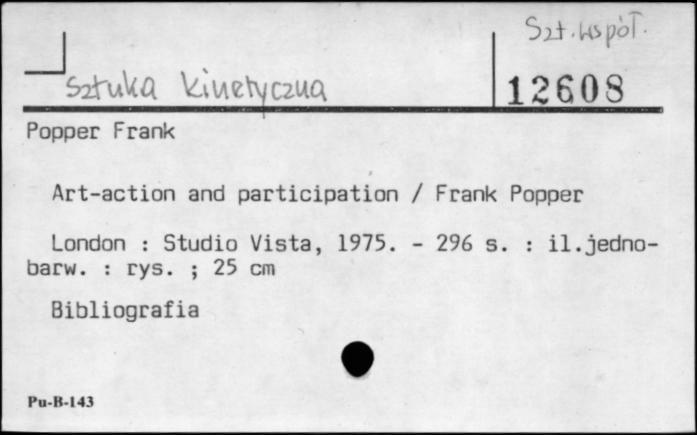 Szt. współ.
Sztuka kinetyczna
12608
Popper Frank
Art-action and participation / Frank Popper
London : Studio Vista, 1975. - 296 s. : il.jedno-
barw. : rys. ; 25 cm
Bibliografia
Pu-B-143